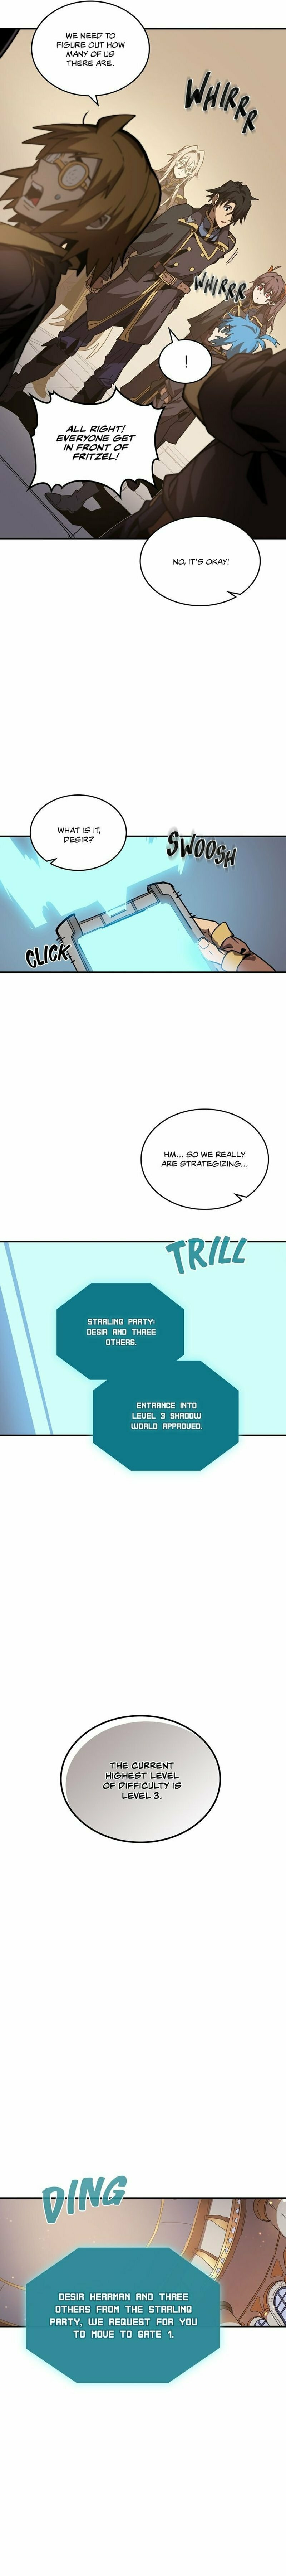 WE NEED TO
FIGURE OUT HOW
MANY OF US
THERE ARE.
WHIRRR
WHIRRR
!
ALL RIGHT!
EVERYONE GET
IN FRONT OF
FRITZEL!
NO, IT'S OKAY!
WHAT IS IT,
DESIR?
SWOOSH
CLICK
HM... SO WE REALLY
ARE STRATEGIZING...
TRILL
STARLING PARTY:
DESIR AND THREE
OTHERS.
ENTRANCE INTO
LEVEL 3 SHADOW
WORLD APPROVED.
THE CURRENT
HIGHEST LEVEL
OF DIFFICULTY IS
LEVEL 3.
DING
DESIR HERRMAN AND THREE
OTHERS FROM THE STARLING
PARTY, WE REQUEST FOR YOU
TO MOVE TO GATE 1.